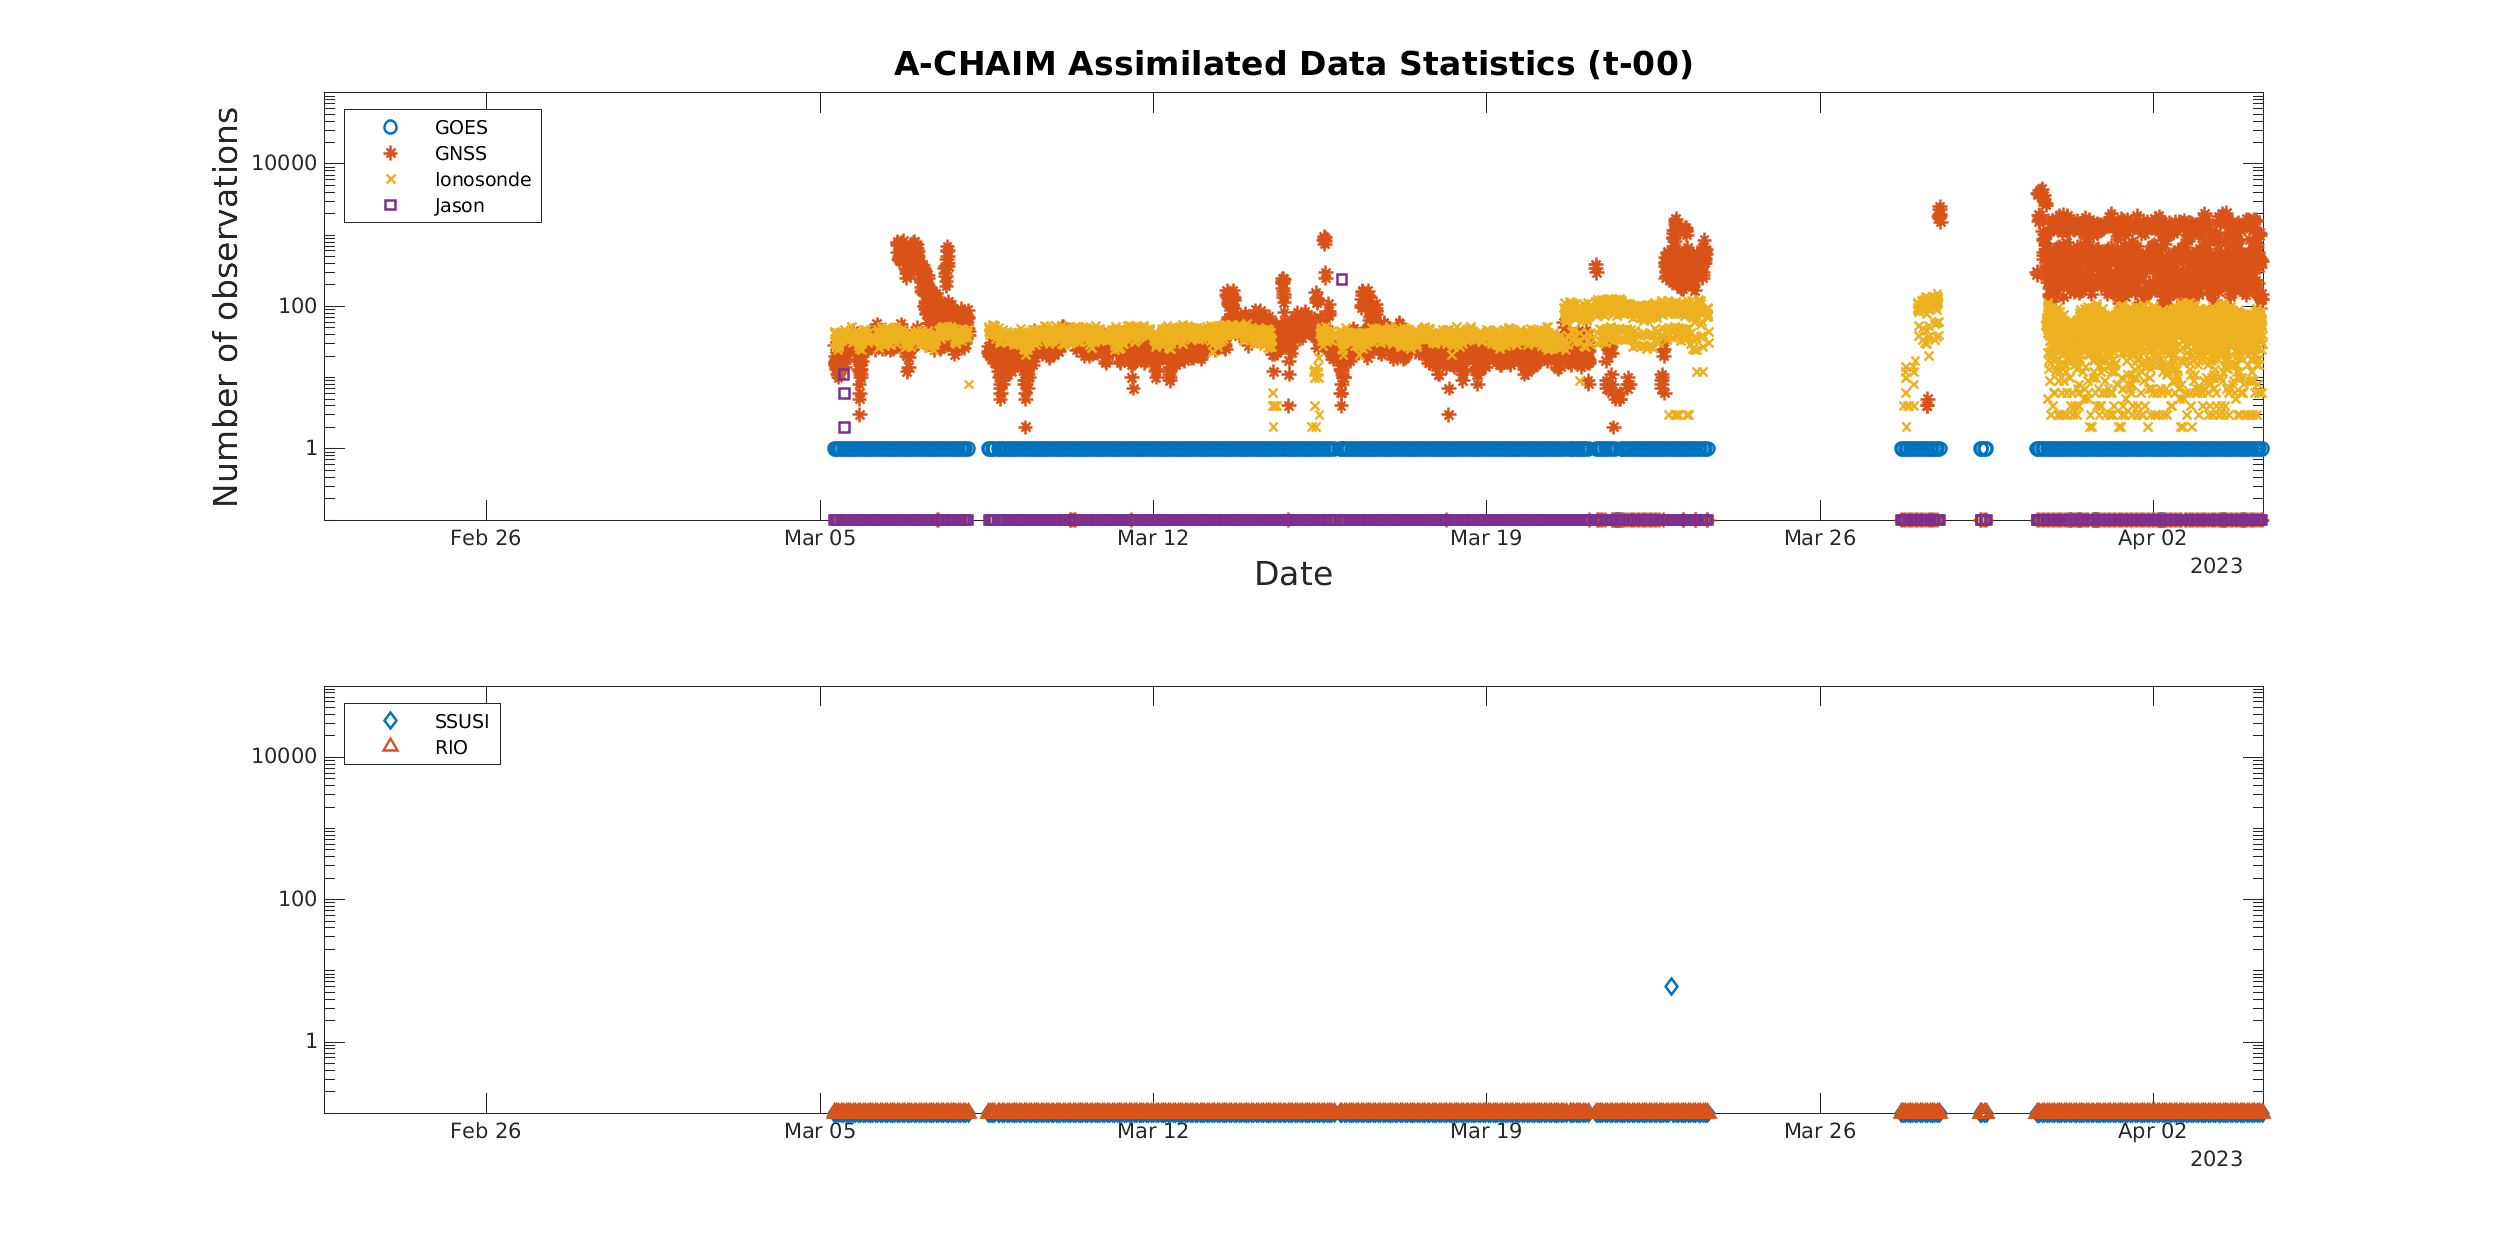 A-CHAIM Assimilated Data Statistics (t-00)
Number of observations
10000
100
1
GOES
GNSS
Ionosonde
Jason
Feb 26 Mar 05 Mar 12 Mar 19 Mar 26 Apr 02
2023
Date
10000
100
1
SSUSI
RIO
Feb 26 Mar 05 Mar 12 Mar 19 Mar 26 Apr 02
2023